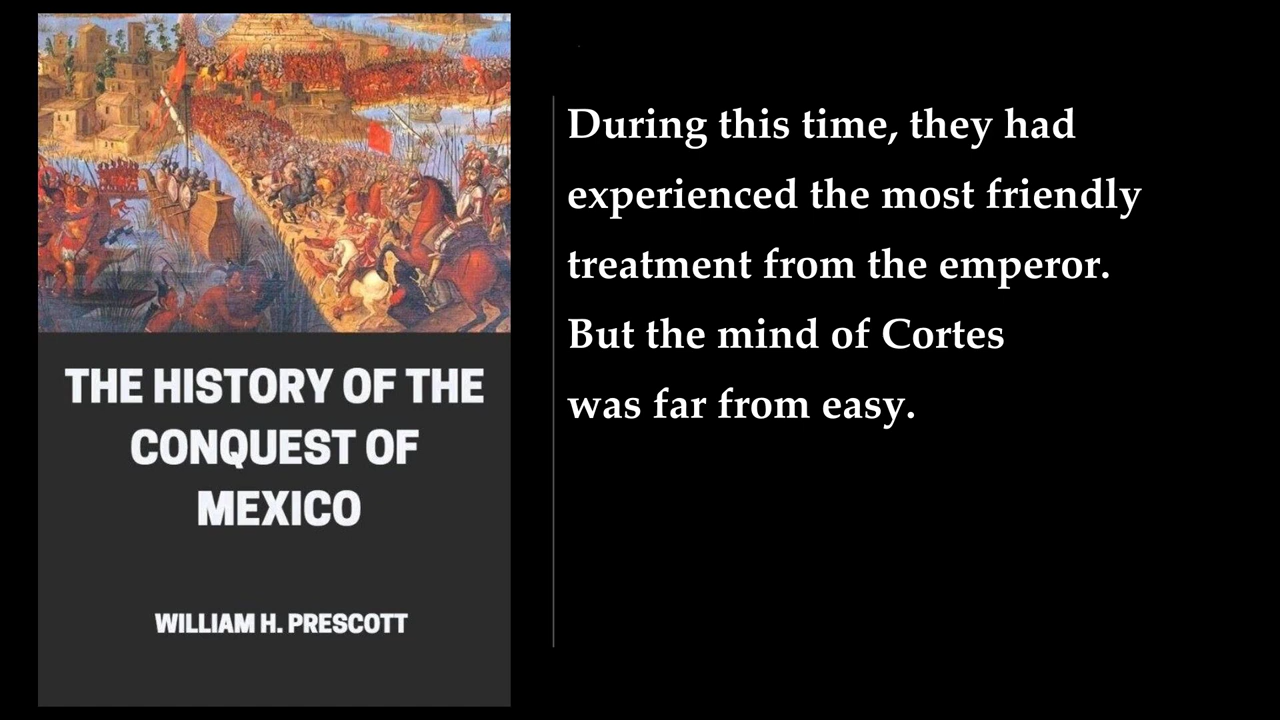 THE HISTORY OF THE
CONQUEST OF
MEXICO
WILLIAM H. PRESCOTT
During this time, they had
experienced the most friendly
treatment from the emperor.
But the mind of Cortes
was far from easy.